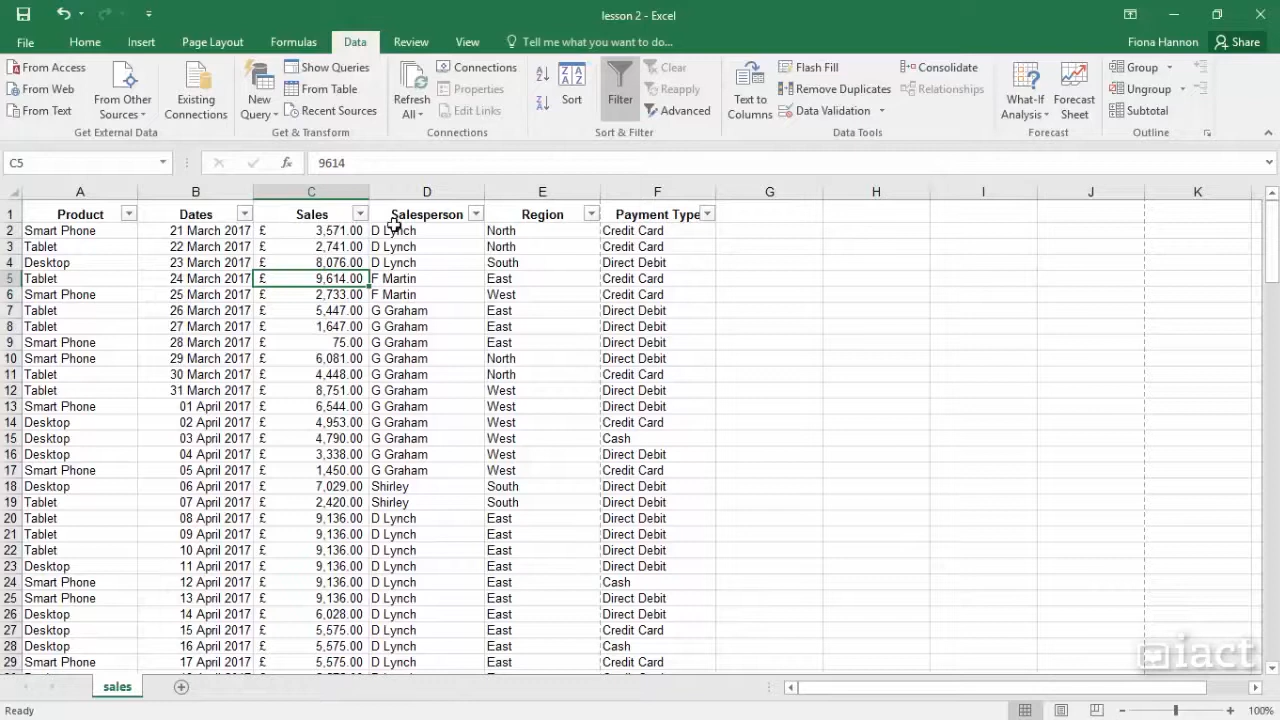 lesson 2 - Excel
File Home Insert Page Layout Formulas Data Review View Tell me what you want to do... Fiona Hannon Share
From Access
From Web
From Text
From Other Sources
Existing Connections
Get External Data
New Query
Show Queries
From Table
Recent Sources
Get & Transform
Refresh All
Connections
Properties
Edit Links
Connections
Sort
Filter
Clear
Reapply
Advanced
Sort & Filter
Text to Columns
Flash Fill
Remove Duplicates
Data Validation
Consolidate
Relationships
Data Tools
What-If Analysis
Forecast Sheet
Forecast
Group
Ungroup
Subtotal
Outline
C5 fx 9614
A B C D E F G H I J K
1 Product Dates Sales Salesperson Region Payment Type
2 Smart Phone 21 March 2017 £ 3,571.00 D Lynch North Credit Card
3 Tablet 22 March 2017 £ 2,741.00 D Lynch North Credit Card
4 Desktop 23 March 2017 £ 8,076.00 D Lynch South Direct Debit
5 Tablet 24 March 2017 £ 9,614.00 F Martin East Credit Card
6 Smart Phone 25 March 2017 £ 2,733.00 F Martin West Credit Card
7 Tablet 26 March 2017 £ 5,447.00 G Graham East Direct Debit
8 Tablet 27 March 2017 £ 1,647.00 G Graham East Direct Debit
9 Smart Phone 28 March 2017 £ 75.00 G Graham East Direct Debit
10 Smart Phone 29 March 2017 £ 6,081.00 G Graham North Direct Debit
11 Tablet 30 March 2017 £ 4,448.00 G Graham North Credit Card
12 Tablet 31 March 2017 £ 8,751.00 G Graham West Direct Debit
13 Smart Phone 01 April 2017 £ 6,544.00 G Graham West Direct Debit
14 Desktop 02 April 2017 £ 4,953.00 G Graham West Credit Card
15 Desktop 03 April 2017 £ 4,790.00 G Graham West Cash
16 Desktop 04 April 2017 £ 3,338.00 G Graham West Direct Debit
17 Smart Phone 05 April 2017 £ 1,450.00 G Graham West Credit Card
18 Desktop 06 April 2017 £ 7,029.00 Shirley South Direct Debit
19 Tablet 07 April 2017 £ 2,420.00 Shirley South Direct Debit
20 Tablet 08 April 2017 £ 9,136.00 D Lynch East Direct Debit
21 Tablet 09 April 2017 £ 9,136.00 D Lynch East Direct Debit
22 Tablet 10 April 2017 £ 9,136.00 D Lynch East Direct Debit
23 Desktop 11 April 2017 £ 9,136.00 D Lynch East Direct Debit
24 Smart Phone 12 April 2017 £ 9,136.00 D Lynch East Cash
25 Smart Phone 13 April 2017 £ 9,136.00 D Lynch East Direct Debit
26 Desktop 14 April 2017 £ 6,028.00 D Lynch East Direct Debit
27 Desktop 15 April 2017 £ 5,575.00 D Lynch East Credit Card
28 Desktop 16 April 2017 £ 5,575.00 D Lynch East Cash
29 Smart Phone 17 April 2017 £ 5,575.00 D Lynch East Credit Card
iact
sales
Ready 100%